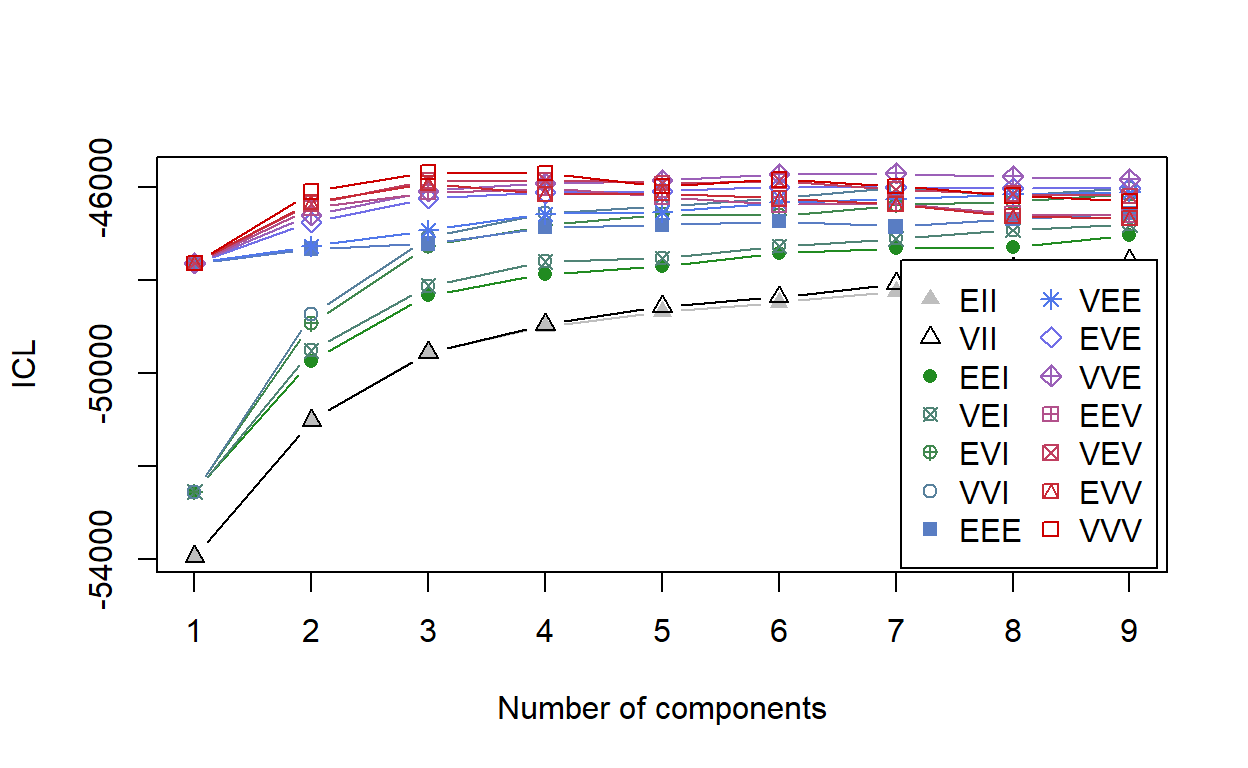 ICL
-46000
-50000
-54000
EII VEE
VII EVE
EEI VVE
VEI EEV
EVI VEV
VVI EVV
EEE VVV
1 2 3 4 5 6 7 8 9
Number of components